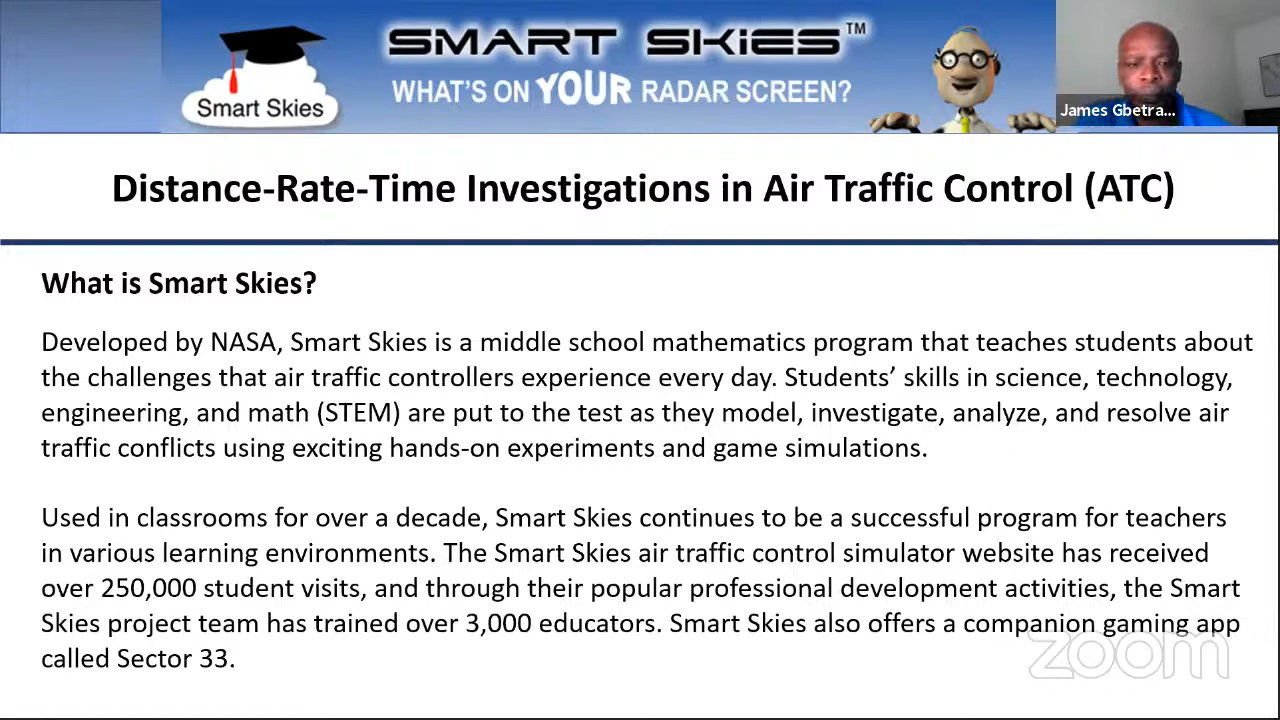 SMART SKIES™
Smart Skies
WHAT'S ON YOUR RADAR SCREEN?
James Gbetra...
Distance-Rate-Time Investigations in Air Traffic Control (ATC)
What is Smart Skies?
Developed by NASA, Smart Skies is a middle school mathematics program that teaches students about
the challenges that air traffic controllers experience every day. Students’ skills in science, technology,
engineering, and math (STEM) are put to the test as they model, investigate, analyze, and resolve air
traffic conflicts using exciting hands-on experiments and game simulations.
Used in classrooms for over a decade, Smart Skies continues to be a successful program for teachers
in various learning environments. The Smart Skies air traffic control simulator website has received
over 250,000 student visits, and through their popular professional development activities, the Smart
Skies project team has trained over 3,000 educators. Smart Skies also offers a companion gaming app
called Sector 33.
zoom